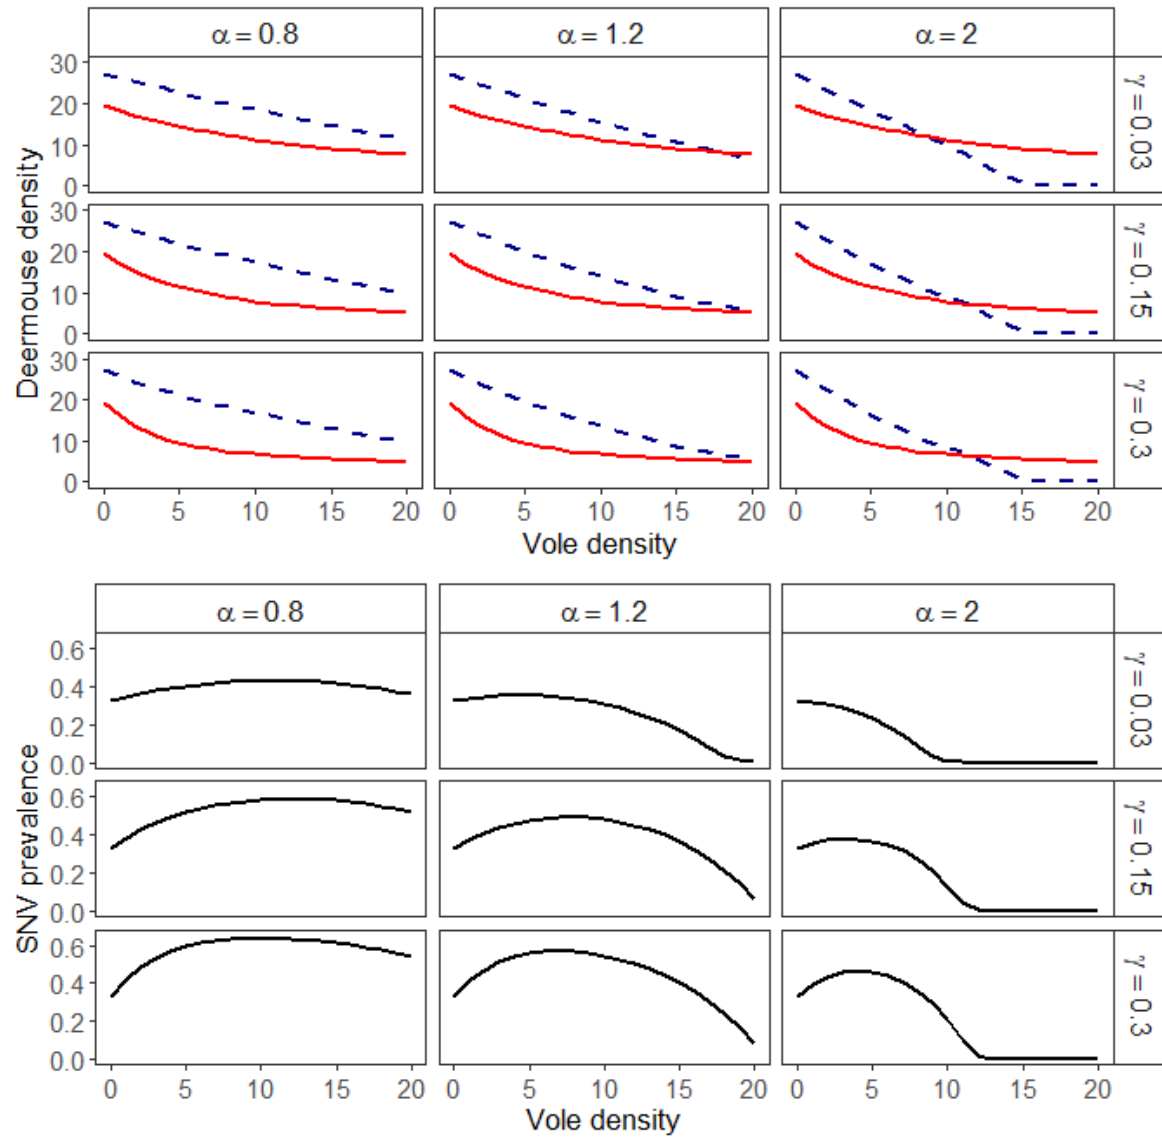 α = 0.8 α = 1.2 α = 2
Deermouse density
30
20
10
0
γ = 0.03
30
20
10
0
γ = 0.15
30
20
10
0
γ = 0.3
0 5 10 15 20 0 5 10 15 20 0 5 10 15 20
Vole density
α = 0.8 α = 1.2 α = 2
SNV prevalence
0.6
0.4
0.2
0.0
γ = 0.03
0.6
0.4
0.2
0.0
γ = 0.15
0.6
0.4
0.2
0.0
γ = 0.3
0 5 10 15 20 0 5 10 15 20 0 5 10 15 20
Vole density